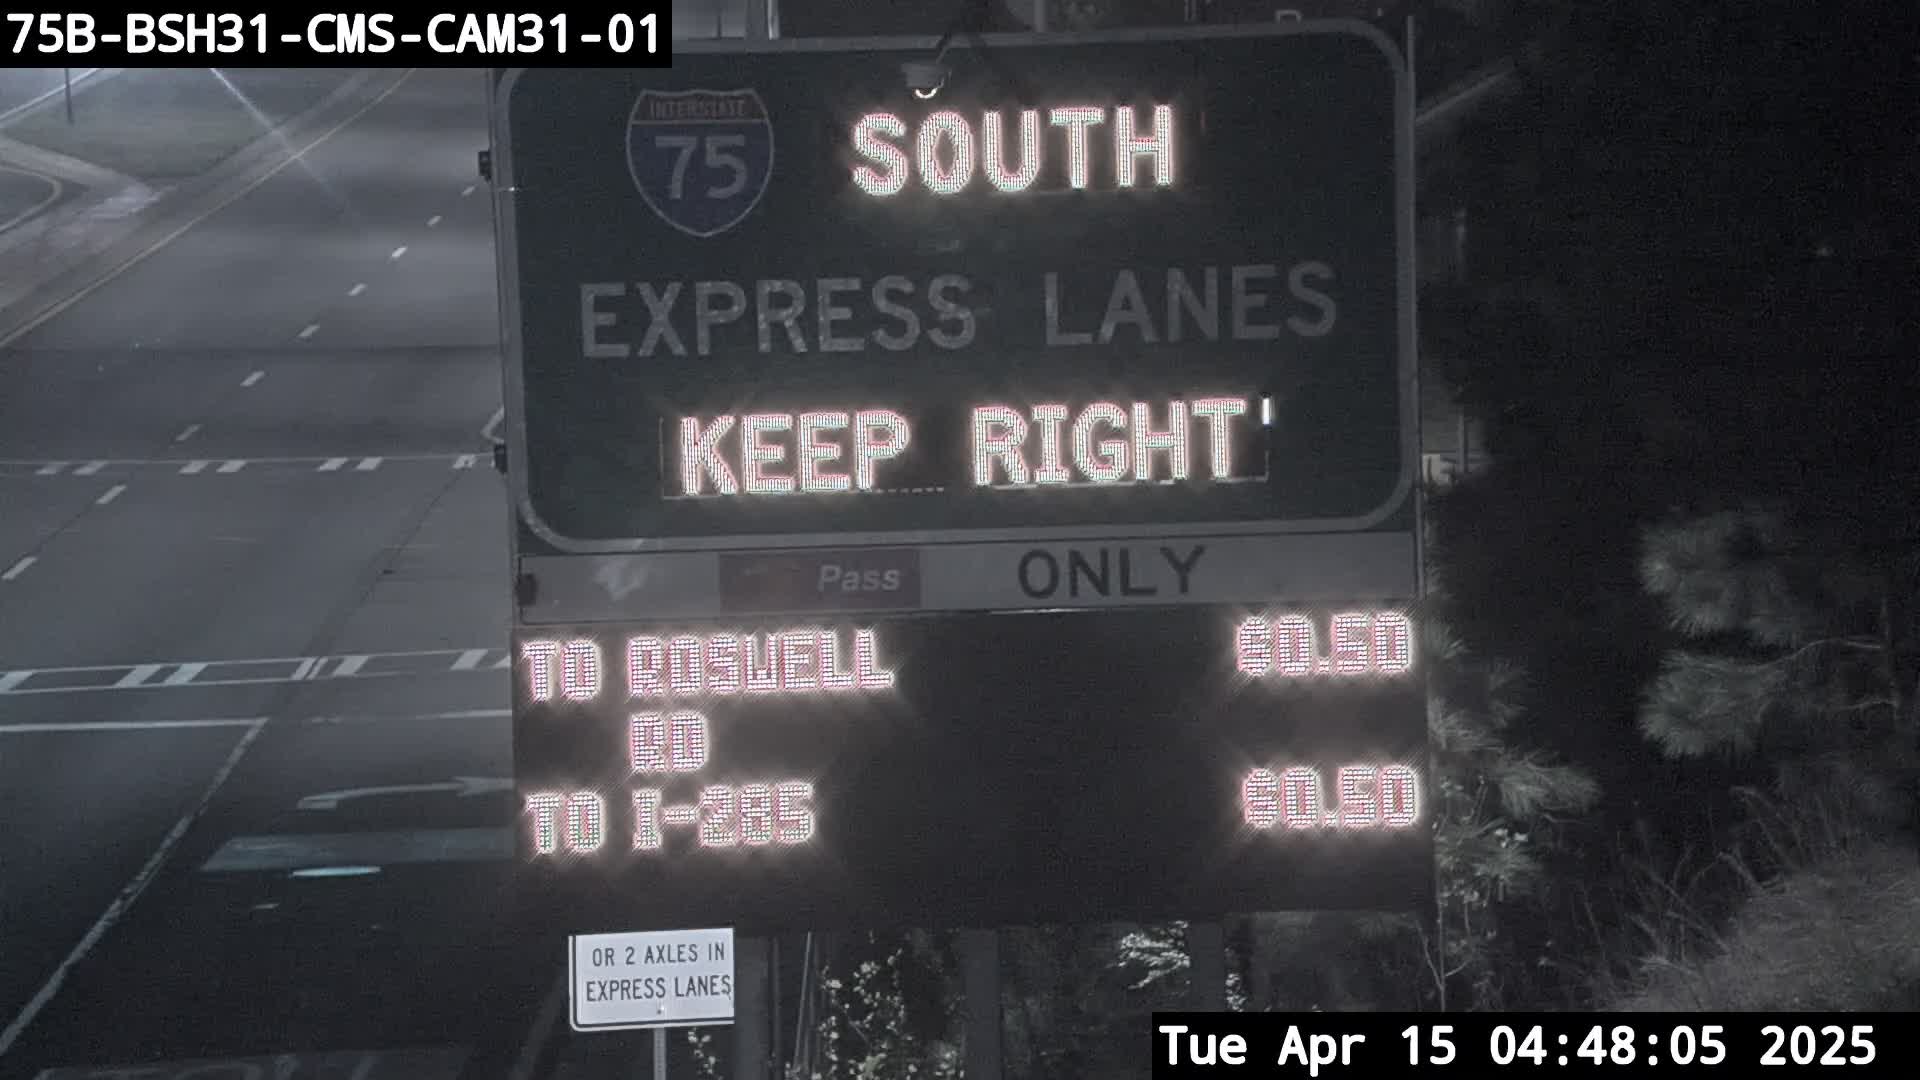 75B-BSH31-CMS-CAM31-01
INTERSTATE
75
SOUTH
EXPRESS LANES
KEEP RIGHT
Pass ONLY
TO ROSWELL $0.50
RD
TO I-285 $0.50
OR 2 AXLES IN
EXPRESS LANES
Tue Apr 15 04:48:05 2025